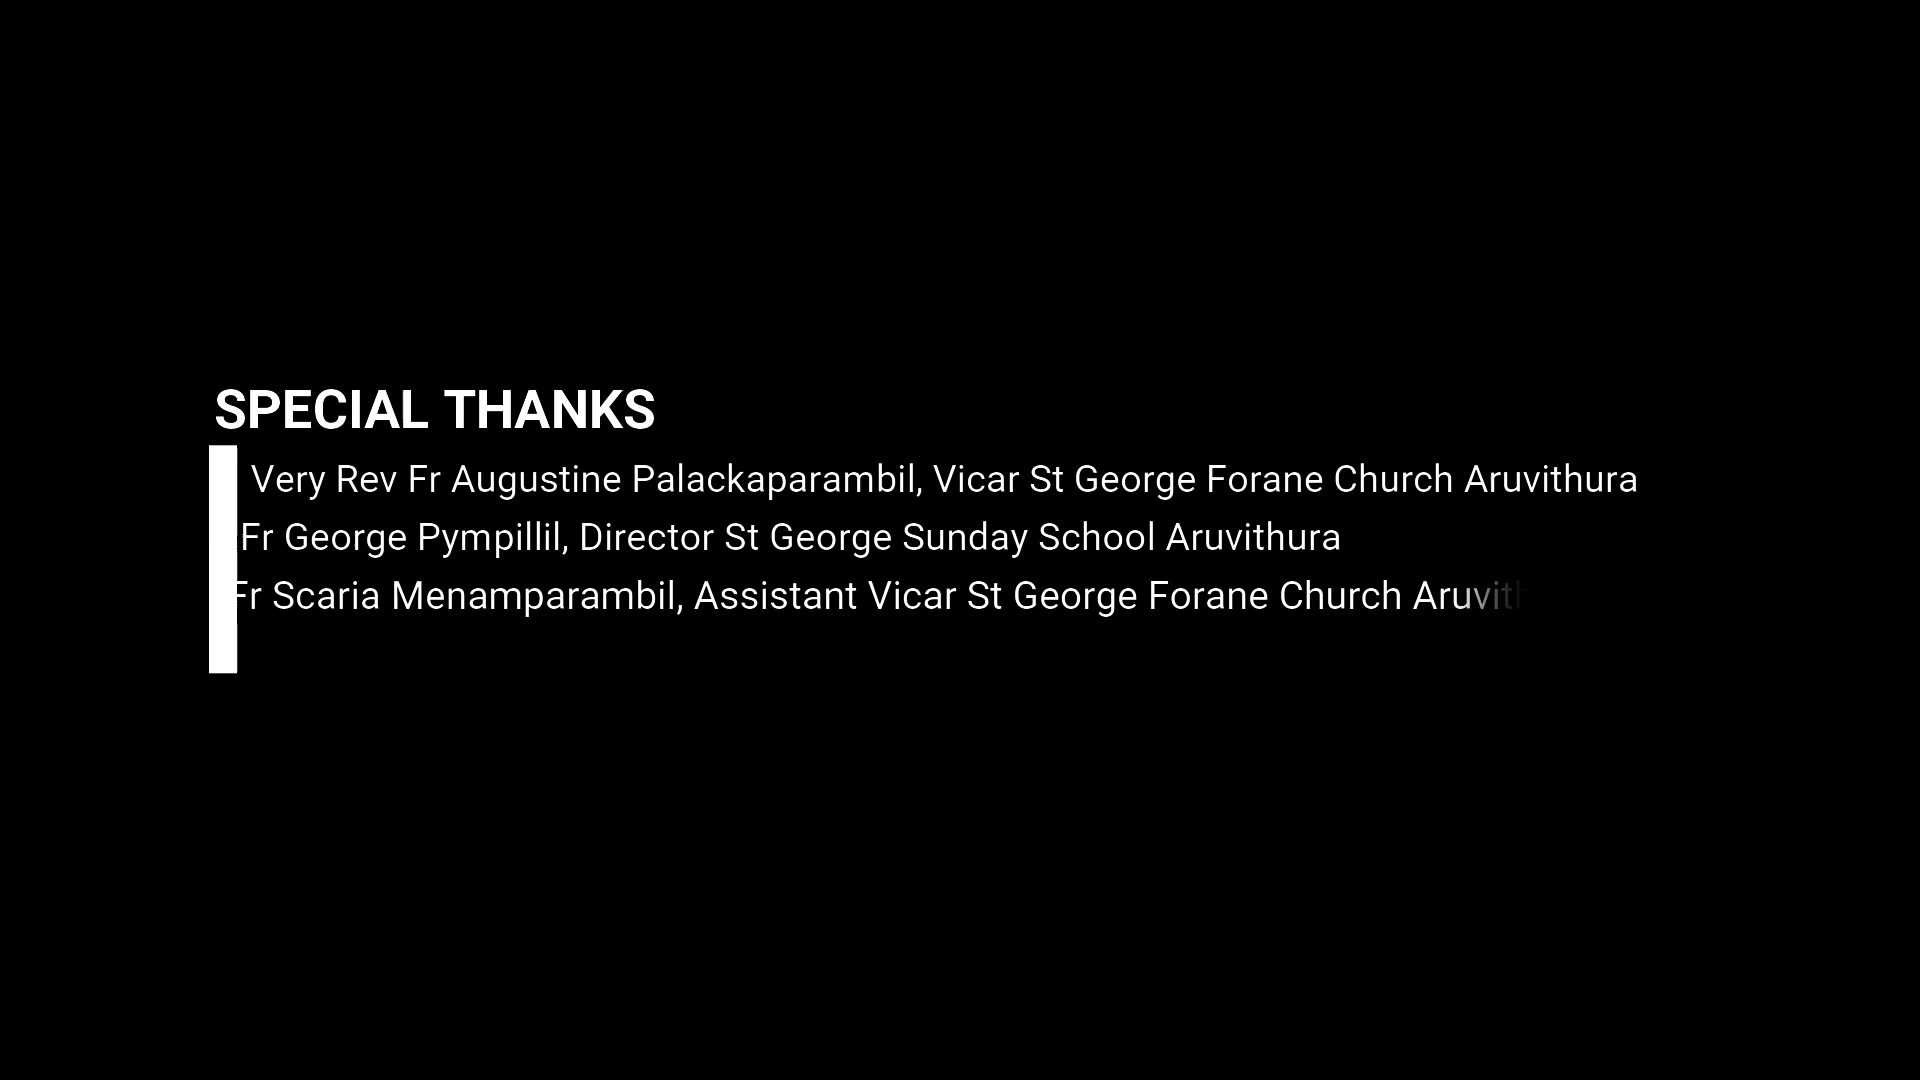 SPECIAL THANKS
Very Rev Fr Augustine Palackaparambil, Vicar St George Forane Church Aruvithura
Fr George Pympillil, Director St George Sunday School Aruvithura
Fr Scaria Menamparambil, Assistant Vicar St George Forane Church Aruvith